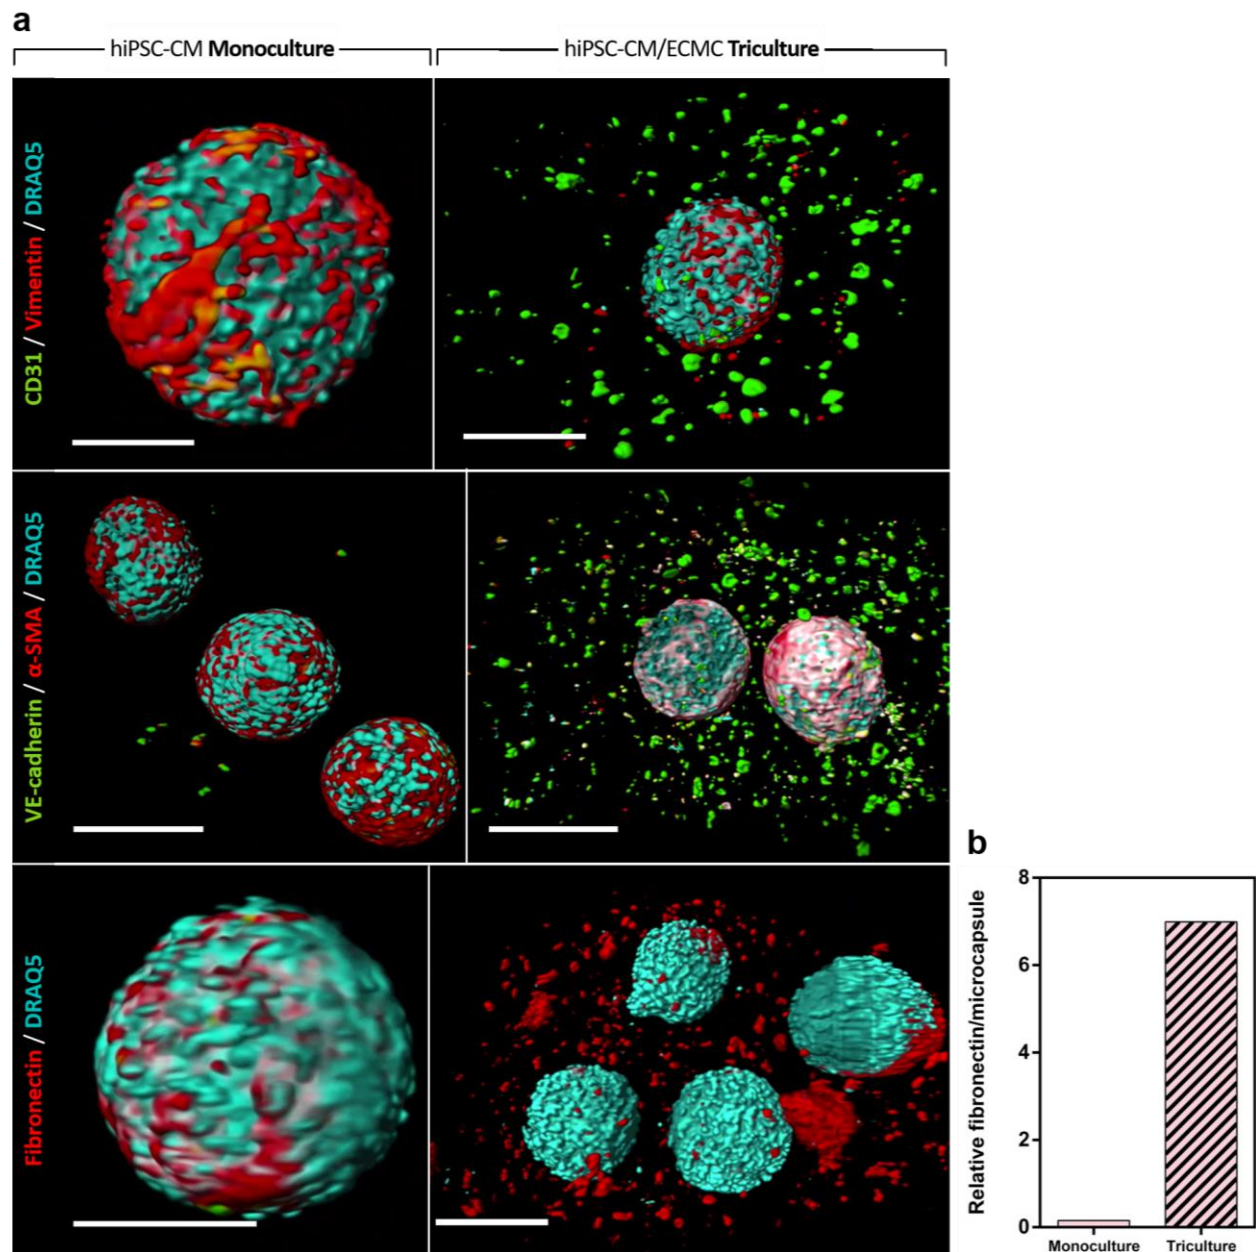 a
hiPSC-CM Monoculture
hiPSC-CM/ECMC Triculture
CD31 / Vimentin / DRAQ5
VE-cadherin / α-SMA / DRAQ5
Fibronectin / DRAQ5
b
Relative fibronectin/microcapsule
8
6
4
2
0
Monoculture
Triculture